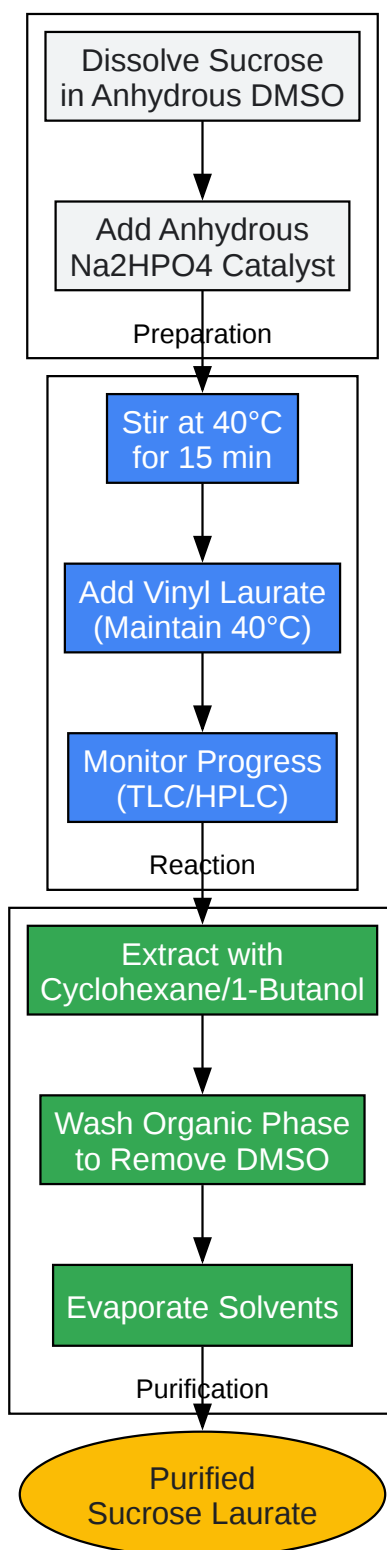 Dissolve Sucrose
in Anhydrous DMSO
Add Anhydrous
Na2HPO4 Catalyst
Preparation
Stir at 40°C
for 15 min
Add Vinyl Laurate
(Maintain 40°C)
Monitor Progress
(TLC/HPLC)
Reaction
Extract with
Cyclohexane/1-Butanol
Wash Organic Phase
to Remove DMSO
Evaporate Solvents
Purification
Purified
Sucrose Laurate